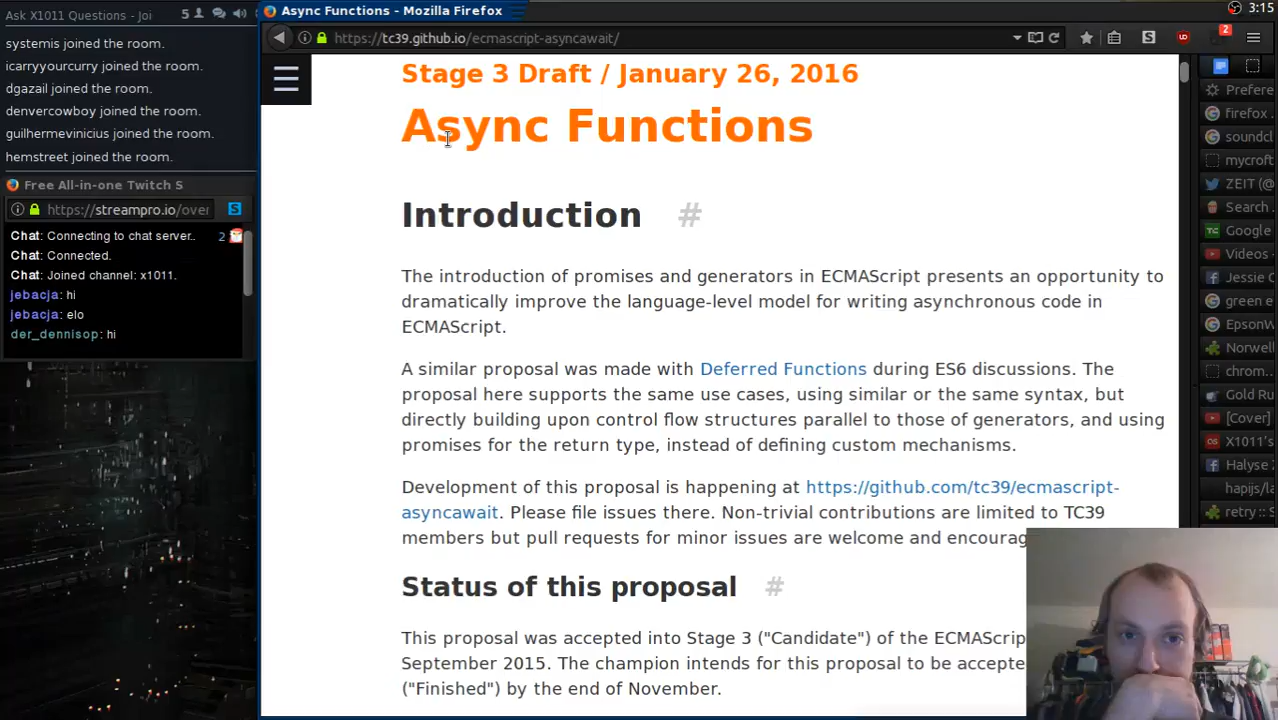 Ask X1011 Questions - Joi 5
systemis joined the room.
icarryyourcurry joined the room.
dgazail joined the room.
denvercowboy joined the room.
guilhermevinicius joined the room.
hemstreet joined the room.
Free All-in-one Twitch S
https://streampro.io/over
Chat: Connecting to chat server.. 2
Chat: Connected.
Chat: Joined channel: x1011.
jebacja: hi
jebacja: elo
der_dennisop: hi
Async Functions - Mozilla Firefox
3:15
https://tc39.github.io/ecmascript-asyncawait/
S
2
Stage 3 Draft / January 26, 2016
Async Functions
Introduction #
The introduction of promises and generators in ECMAScript presents an opportunity to
dramatically improve the language-level model for writing asynchronous code in
ECMAScript.
A similar proposal was made with Deferred Functions during ES6 discussions. The
proposal here supports the same use cases, using similar or the same syntax, but
directly building upon control flow structures parallel to those of generators, and using
promises for the return type, instead of defining custom mechanisms.
Development of this proposal is happening at https://github.com/tc39/ecmascript-
asyncawait. Please file issues there. Non-trivial contributions are limited to TC39
members but pull requests for minor issues are welcome and encourag
Status of this proposal #
This proposal was accepted into Stage 3 ("Candidate") of the ECMAScrip
September 2015. The champion intends for this proposal to be accepte
("Finished") by the end of November.
Prefere
firefox
soundcl
mycroft
ZEIT (@
Search
Google
Videos -
Jessie C
green e
EpsonW
Norwell
chrom..
Gold Ru
[Cover]
X1011's
Halyse
hapijs/la
retry :: S